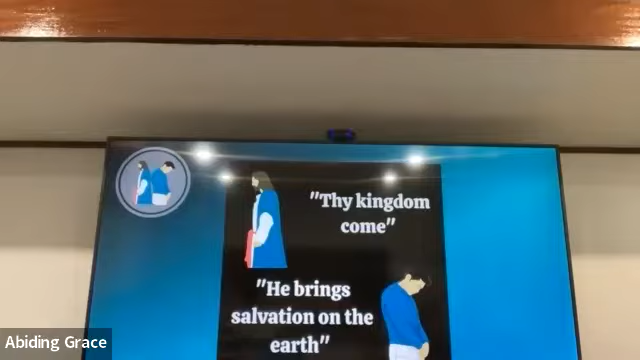 "Thy kingdom
come"
"He brings
salvation on the
earth"
Abiding Grace